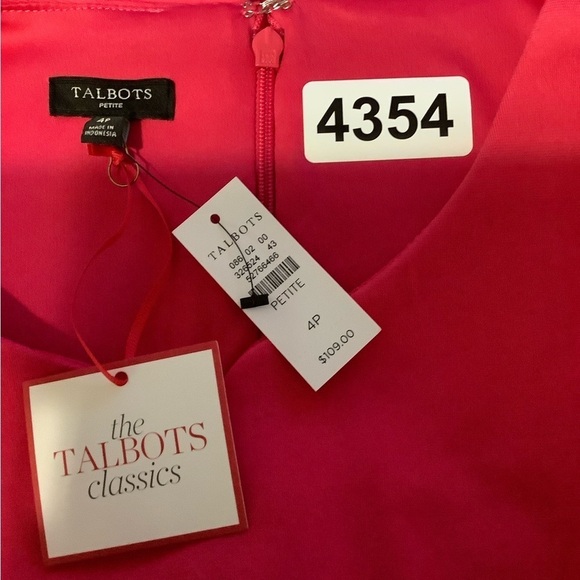 TALBOTS
PETITE
4P
MADE IN
INDONESIA
4354
TALBOTS
086 02 00
326524 43
52766466
PETITE
4P
$109.00
the
TALBOTS
classics